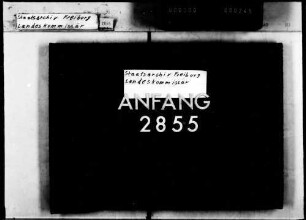 Staatsarchiv Freiburg
Landeskommissar
Staatsarchiv Freiburg
Landeskommissar
ANFANG
2855